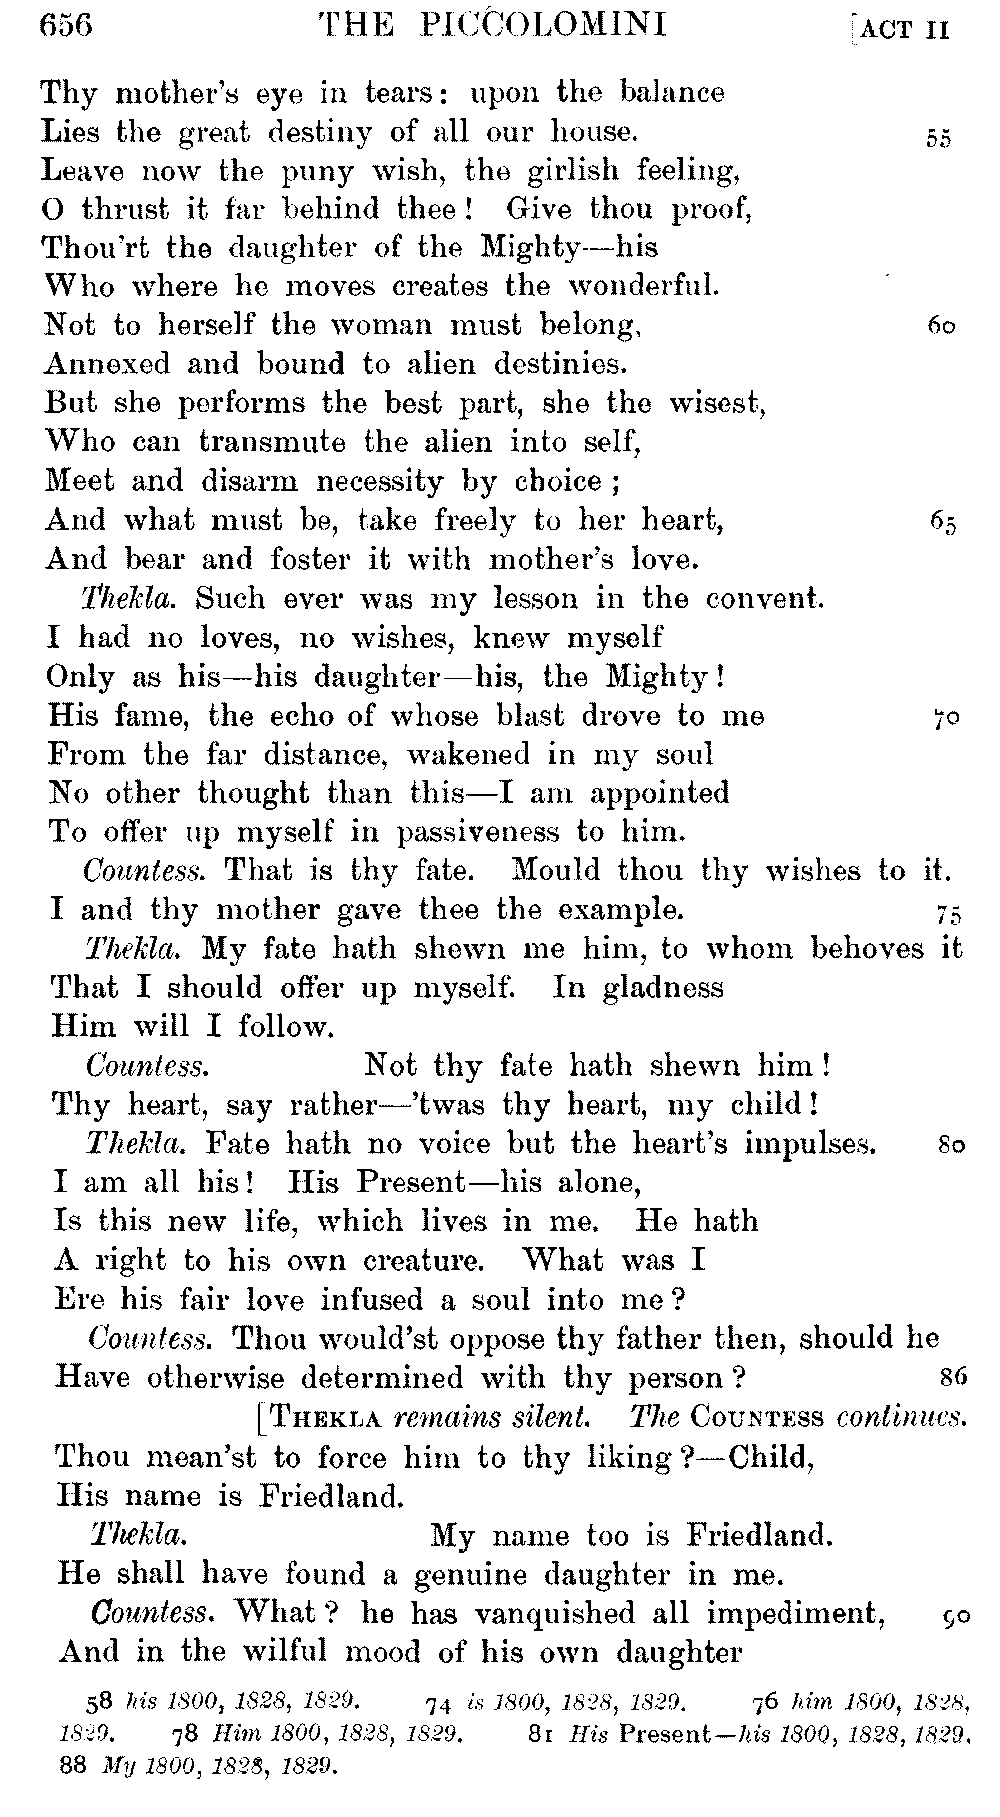 656 THE PICCOLOMINI [ACT II
Thy mother's eye in tears: upon the balance
Lies the great destiny of all our house. 55
Leave now the puny wish, the girlish feeling,
O thrust it far behind thee! Give thou proof,
Thou'rt the daughter of the Mighty—his
Who where he moves creates the wonderful.
Not to herself the woman must belong, 60
Annexed and bound to alien destinies.
But she performs the best part, she the wisest,
Who can transmute the alien into self,
Meet and disarm necessity by choice;
And what must be, take freely to her heart, 65
And bear and foster it with mother's love.
Thekla. Such ever was my lesson in the convent.
I had no loves, no wishes, knew myself
Only as his—his daughter—his, the Mighty!
His fame, the echo of whose blast drove to me 70
From the far distance, wakened in my soul
No other thought than this—I am appointed
To offer up myself in passiveness to him.
Countess. That is thy fate. Mould thou thy wishes to it.
I and thy mother gave thee the example. 75
Thekla. My fate hath shewn me him, to whom behoves it
That I should offer up myself. In gladness
Him will I follow.
Countess. Not thy fate hath shewn him!
Thy heart, say rather—'twas thy heart, my child!
Thekla. Fate hath no voice but the heart's impulses. 80
I am all his! His Present—his alone,
Is this new life, which lives in me. He hath
A right to his own creature. What was I
Ere his fair love infused a soul into me?
Countess. Thou would'st oppose thy father then, should he
Have otherwise determined with thy person? 86
[THEKLA remains silent. The COUNTESS continues.
Thou mean'st to force him to thy liking?—Child,
His name is Friedland.
Thekla. My name too is Friedland.
He shall have found a genuine daughter in me.
Countess. What? he has vanquished all impediment, 90
And in the wilful mood of his own daughter
58 his 1800, 1828, 1829. 74 is 1800, 1828, 1829. 76 him 1800, 1828,
1829. 78 Him 1800, 1828, 1829. 81 His Present—his 1800, 1828, 1829.
88 My 1800, 1828, 1829.